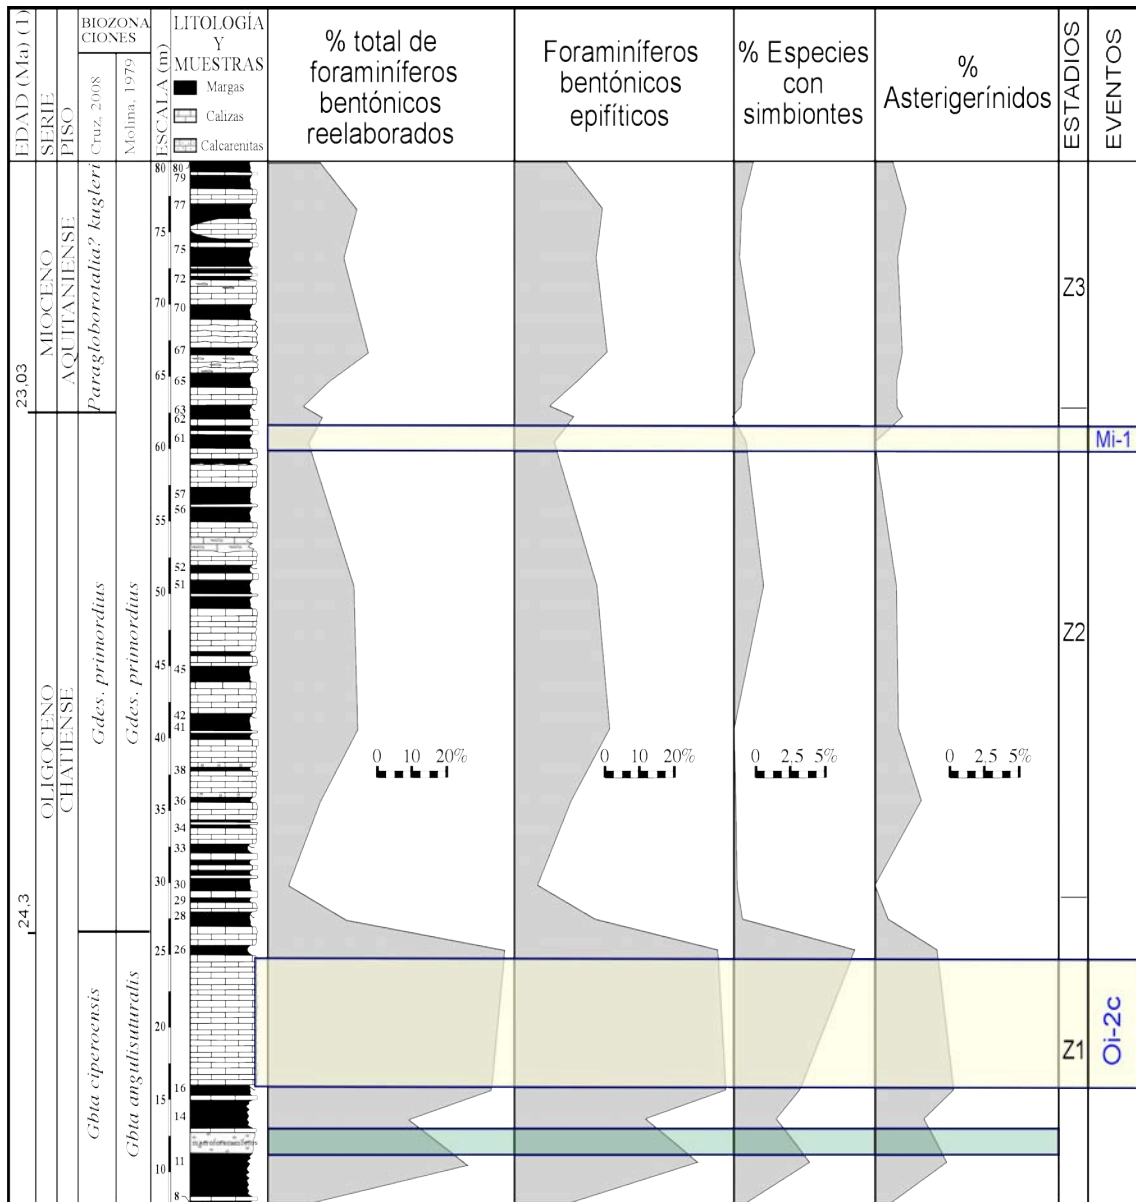 EDAD (Ma) (1)
SERIE
PISO
BIOZONA
CIONES
Cruz, 2008
Molina, 1979
ESCALA (m)
LITOLOGÍA
Y
MUESTRAS
Margas
Calizas
Calcarenitas
% total de
foraminíferos
bentónicos
reelaborados
Foraminíferos
bentónicos
epifíticos
% Especies
con
simbiontes
%
Asterigerínidos
ESTADIOS
EVENTOS
23,03
24,3
MIOCENO
AQUITANIENSE
OLIGOCENO
CHATIENSE
Paragloborotalia? kugleri
Gdes. primordius
Gdes. primordius
Gbta ciperoensis
Gbta angulisuturalis
80
75
70
65
60
55
50
45
40
35
30
25
20
15
10
80
79
77
75
72
70
67
65
63
62
61
57
56
52
51
45
42
41
38
36
34
33
30
29
28
26
16
14
11
8
0 10 20%
0 10 20%
0 2,5 5%
0 2,5 5%
Z3
Z2
Z1
Mi-1
Oi-2c